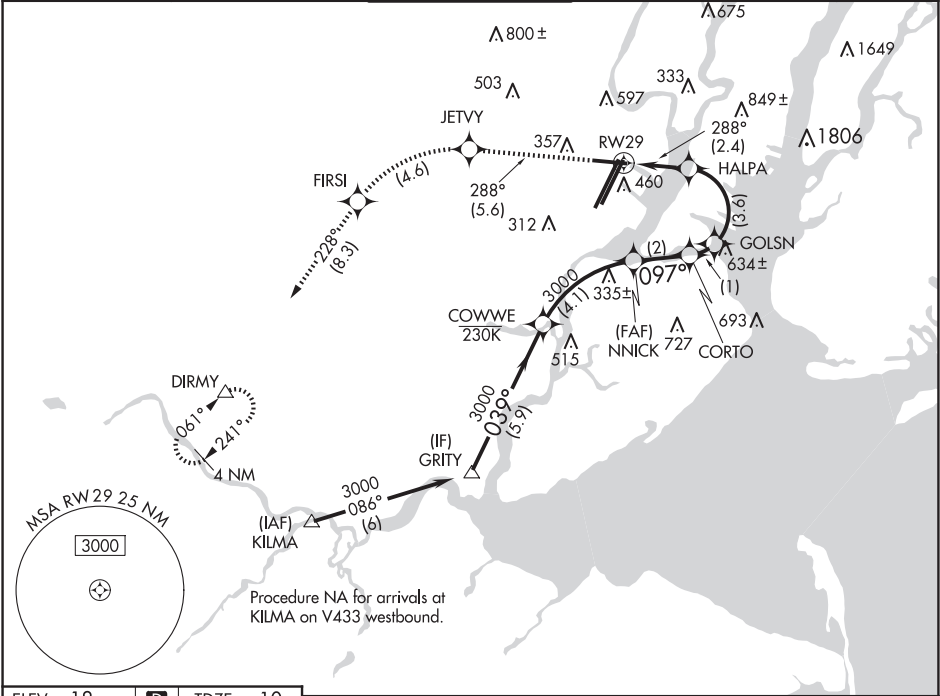 675
800 ±
1649
503
333
597
849±
JETVY
357
RW29
288°
(2.4)
1806
HALPA
FIRSI
(4.6)
288°
(5.6)
460
(3.6)
228°
(8.3)
312
(2)
GOLSN
634±
097°
3000
(4.1)
335±
(1)
COWWE
230K
(FAF)
NNICK
727
693
CORTO
515
DIRMY
061°
241°
4 NM
3000
039°
(5.9)
(IF)
GRITY
3000
086°
(6)
(IAF)
KILMA
MSA RW 29 25 NM
3000
Procedure NA for arrivals at
KILMA on V433 westbound.